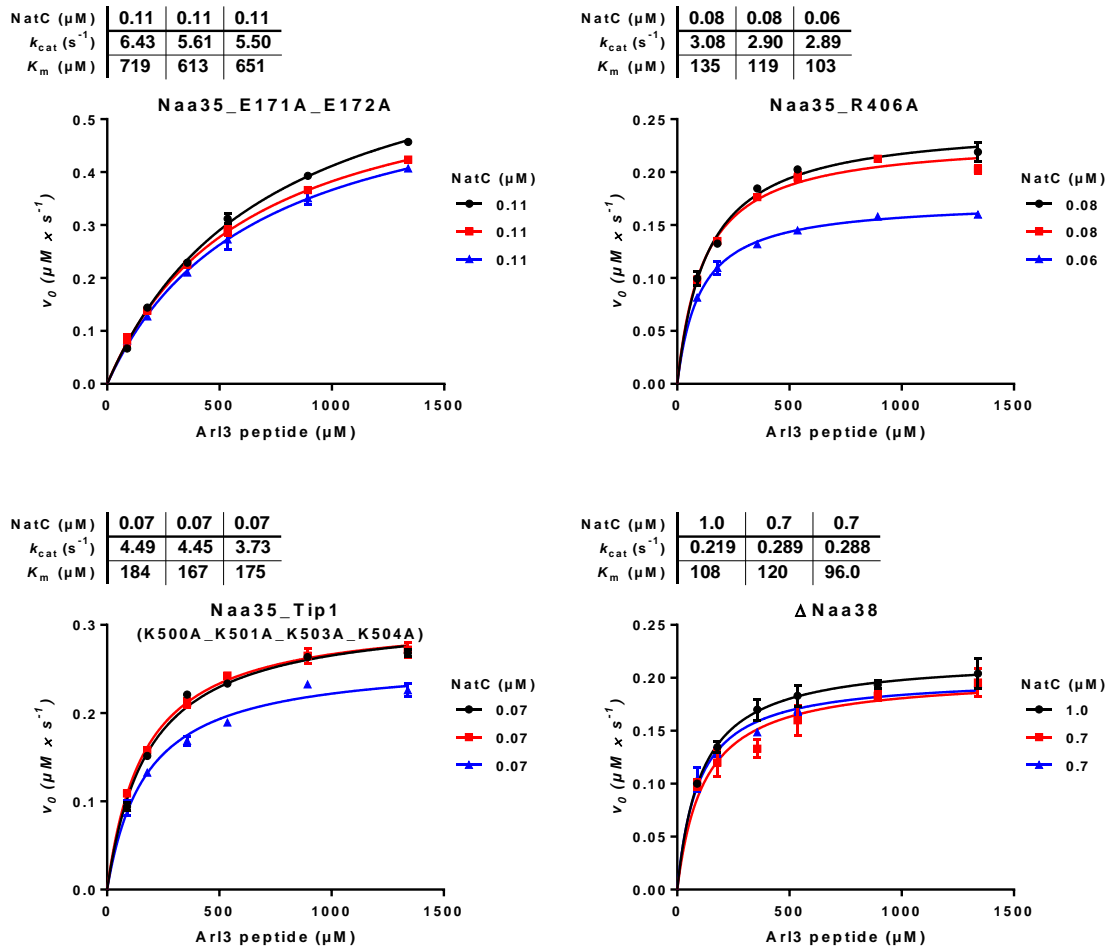 NatC (µM) 0.11 0.11 0.11
kcat (s⁻¹) 6.43 5.61 5.50
Km (µM) 719 613 651
Naa35_E171A_E172A
0.5
0.4
0.3
0.2
0.1
0.0
v0 (µM x s⁻¹)
0 500 1000 1500
Arl3 peptide (µM)
NatC (µM)
0.11
0.11
0.11
NatC (µM) 0.08 0.08 0.06
kcat (s⁻¹) 3.08 2.90 2.89
Km (µM) 135 119 103
Naa35_R406A
0.25
0.20
0.15
0.10
0.05
0.00
v0 (µM x s⁻¹)
0 500 1000 1500
Arl3 peptide (µM)
NatC (µM)
0.08
0.08
0.06
NatC (µM) 0.07 0.07 0.07
kcat (s⁻¹) 4.49 4.45 3.73
Km (µM) 184 167 175
Naa35_Tip1
(K500A_K501A_K503A_K504A)
0.3
0.2
0.1
0.0
v0 (µM x s⁻¹)
0 500 1000 1500
Arl3 peptide (µM)
NatC (µM)
0.07
0.07
0.07
NatC (µM) 1.0 0.7 0.7
kcat (s⁻¹) 0.219 0.289 0.288
Km (µM) 108 120 96.0
Δ Naa38
0.25
0.20
0.15
0.10
0.05
0.00
v0 (µM x s⁻¹)
0 500 1000 1500
Arl3 peptide (µM)
NatC (µM)
1.0
0.7
0.7